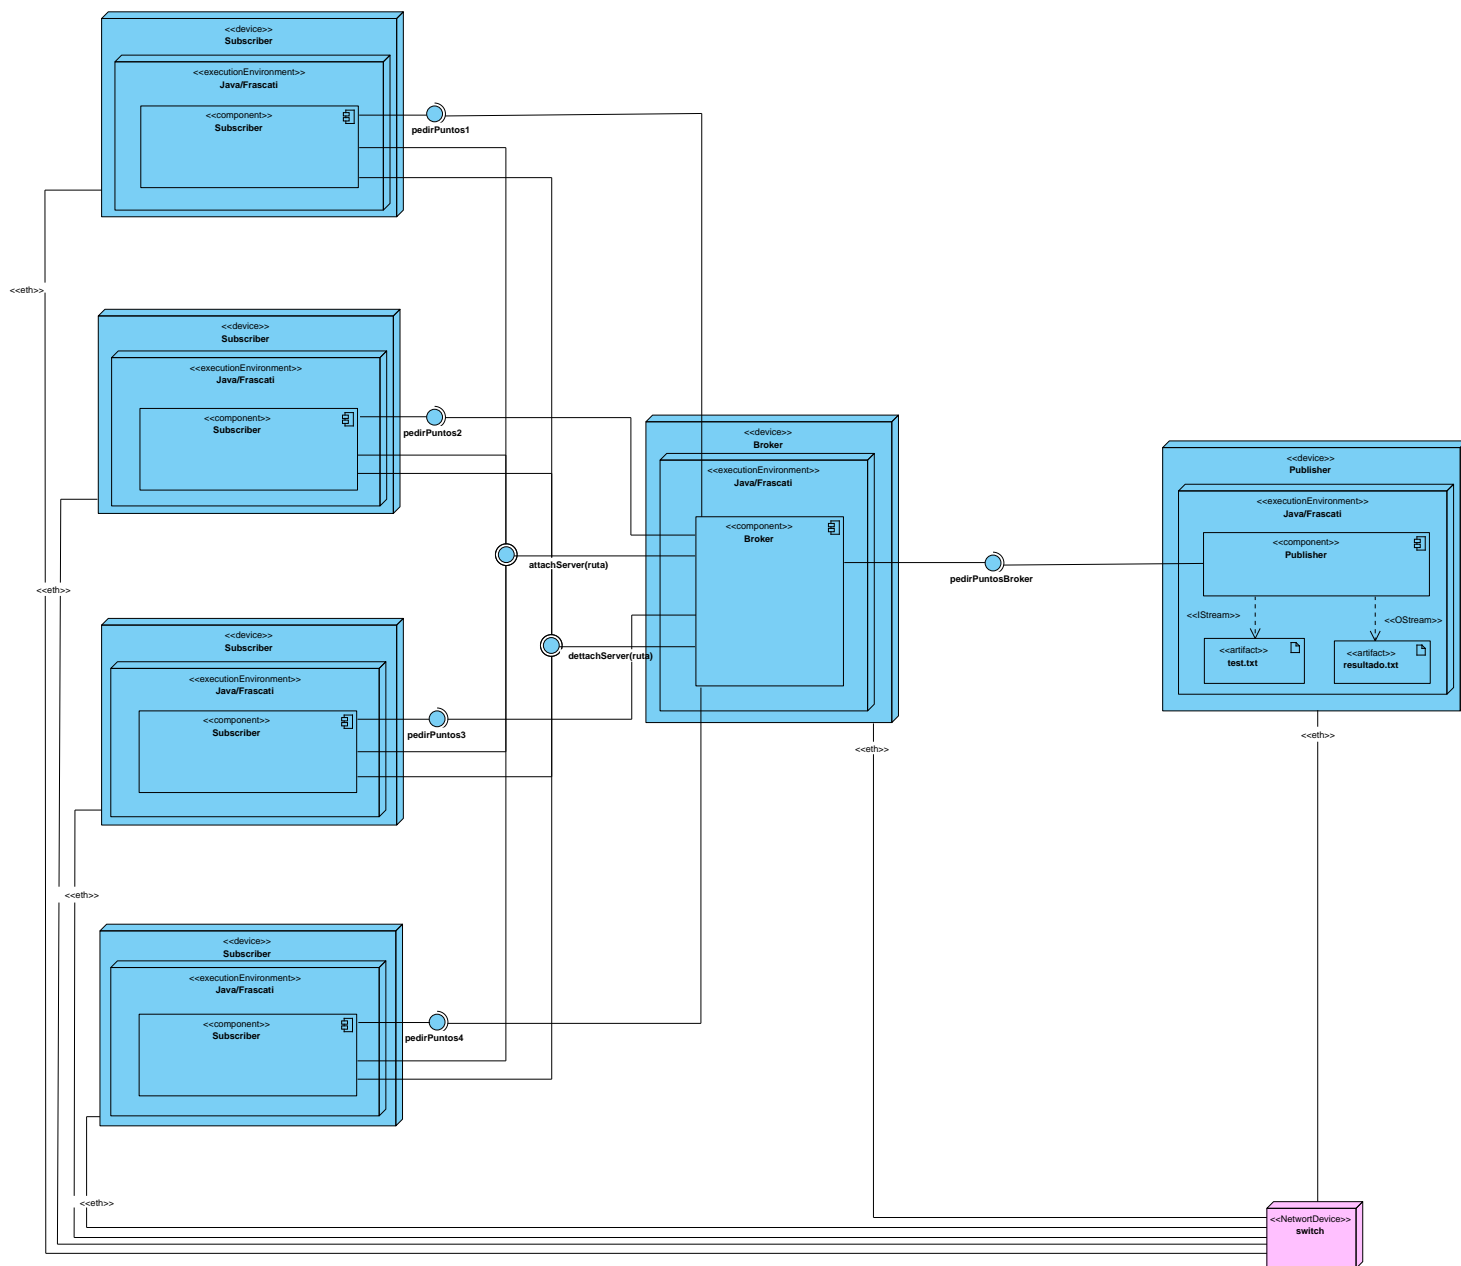 <<device>>
Subscriber
<<executionEnvironment>>
Java/Frascati
<<component>>
Subscriber
pedirPuntos1
<<eth>>
<<device>>
Subscriber
<<executionEnvironment>>
Java/Frascati
<<component>>
Subscriber
pedirPuntos2
<<device>>
Broker
<<executionEnvironment>>
Java/Frascati
<<component>>
Broker
attachServer(ruta)
dettachServer(ruta)
pedirPuntosBroker
<<device>>
Publisher
<<executionEnvironment>>
Java/Frascati
<<component>>
Publisher
<<IStream>>
<<OStream>>
<<artifact>>
test.txt
<<artifact>>
resultado.txt
<<eth>>
<<device>>
Subscriber
<<executionEnvironment>>
Java/Frascati
<<component>>
Subscriber
pedirPuntos3
<<eth>>
<<eth>>
<<eth>>
<<device>>
Subscriber
<<executionEnvironment>>
Java/Frascati
<<component>>
Subscriber
pedirPuntos4
<<eth>>
<<NetwortDevice>>
switch